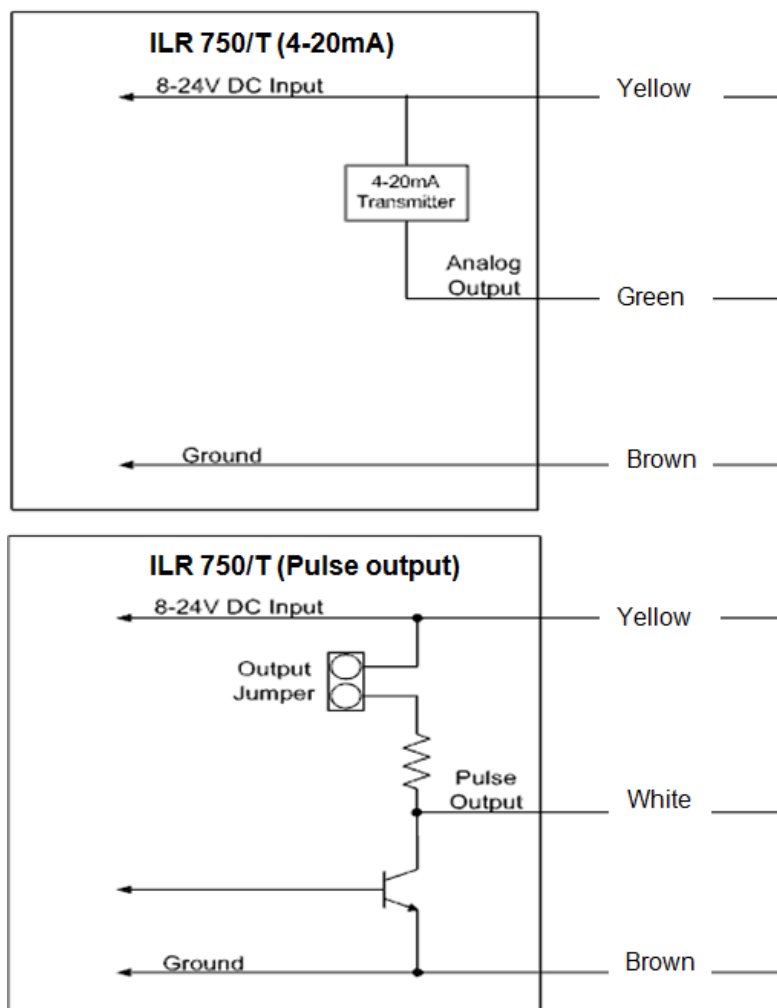 ILR 750/T (4-20mA)
8-24V DC Input
Yellow
4-20mA
Transmitter
Analog
Output
Green
Ground
Brown
ILR 750/T (Pulse output)
8-24V DC Input
Yellow
Output
Jumper
Pulse
Output
White
Ground
Brown